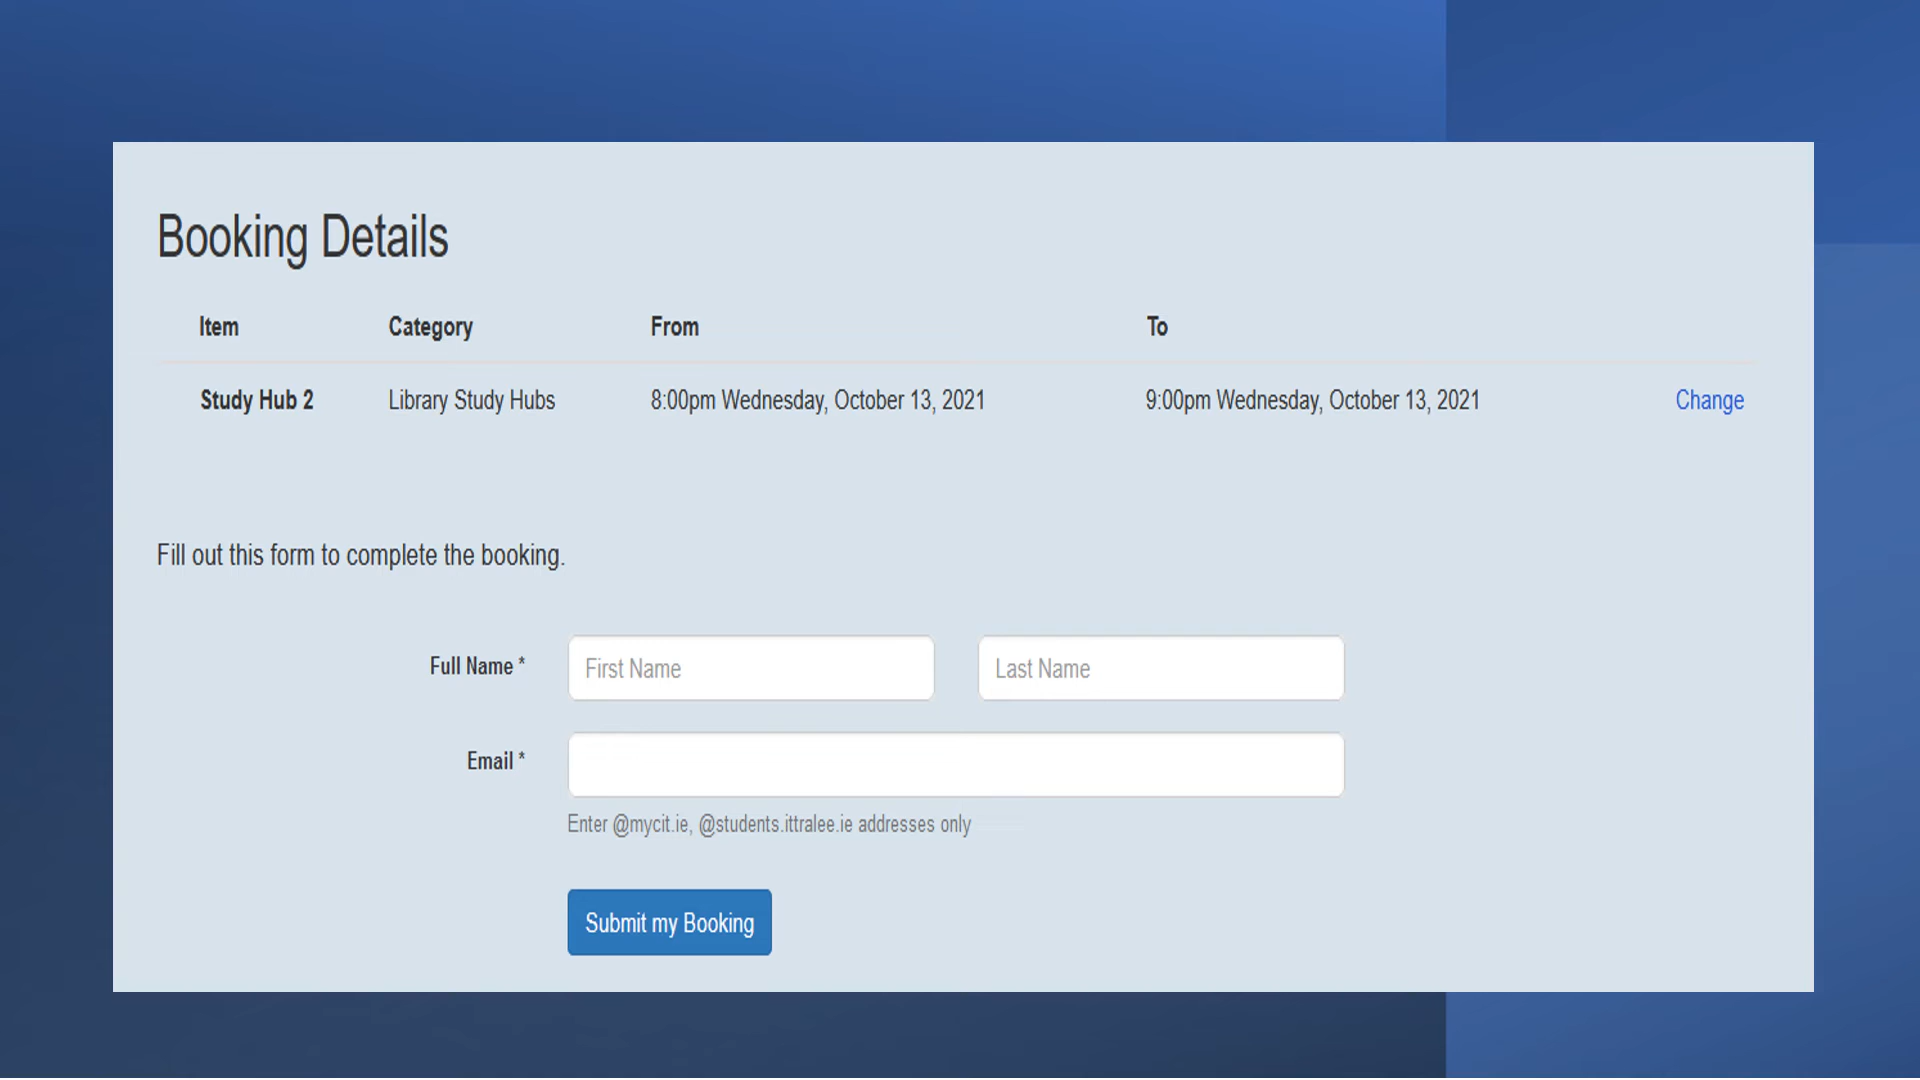 Booking Details
Item Category From To
Study Hub 2 Library Study Hubs 8:00pm Wednesday, October 13, 2021 9:00pm Wednesday, October 13, 2021 Change
Fill out this form to complete the booking.
Full Name * First Name Last Name
Email *
Enter @mycit.ie, @students.ittralee.ie addresses only
Submit my Booking